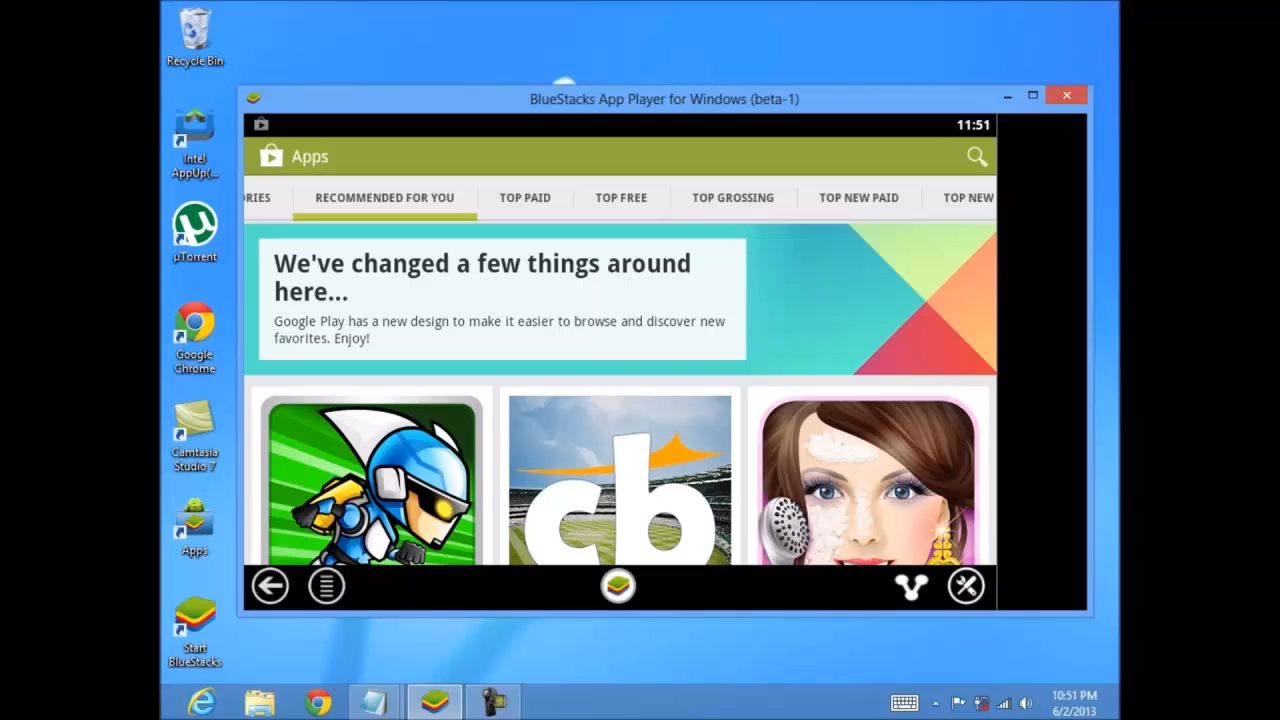 Recycle Bin
Intel
AppUp(...
µTorrent
Google
Chrome
Camtasia
Studio 7
Apps
Start
BlueStacks
BlueStacks App Player for Windows (beta-1)
11:51
Apps
ORIES
RECOMMENDED FOR YOU
TOP PAID
TOP FREE
TOP GROSSING
TOP NEW PAID
TOP NEW
We've changed a few things around
here...
Google Play has a new design to make it easier to browse and discover new
favorites. Enjoy!
cb
10:51 PM
6/2/2013